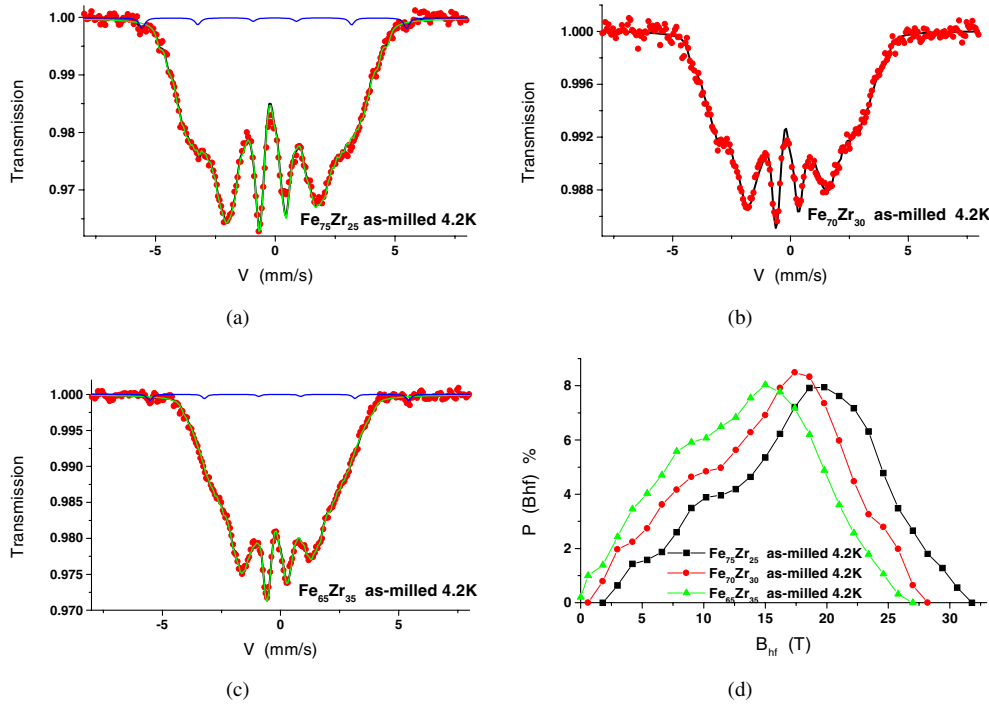 1.00
0.99
0.98
0.97
Transmission
Fe75Zr25 as-milled 4.2K
-5 0 5
V (mm/s)
(a)
1.000
0.996
0.992
0.988
Transmission
Fe70Zr30 as-milled 4.2K
-5 0 5
V (mm/s)
(b)
1.000
0.995
0.990
0.985
0.980
0.975
0.970
Transmission
Fe65Zr35 as-milled 4.2K
-5 0 5
V (mm/s)
(c)
8
6
4
2
0
P (Bhf) %
Fe75Zr25 as-milled 4.2K
Fe70Zr30 as-milled 4.2K
Fe65Zr35 as-milled 4.2K
0 5 10 15 20 25 30
Bhf (T)
(d)